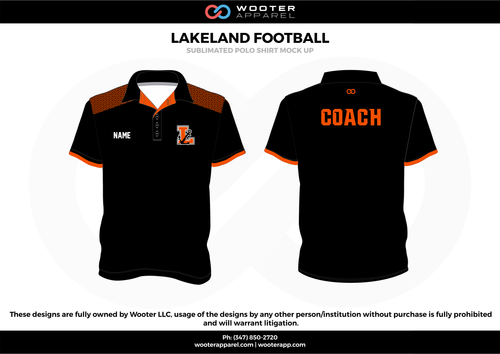 WOOTER
APPAREL
LAKELAND FOOTBALL
SUBLIMATED POLO SHIRT MOCK UP
NAME
L
COACH
These designs are fully owned by Wooter LLC, usage of the designs by any other person/institution without purchase is fully prohibited
and will warrant litigation.
Ph: (347) 850-2720
wooterapparel.com | wooterapp.com